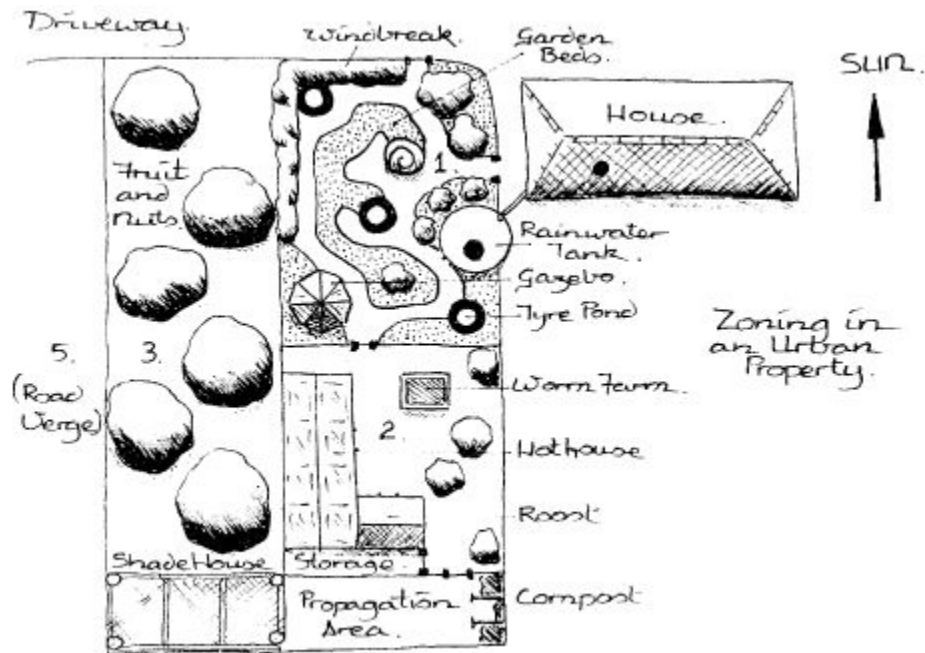 Driveway.
Windbreak.
Garden
Beds.
SUN.
House.
Fruit
and
Nuts.
1.
Rainwater
Tank.
Gazebo.
Tyre Pond
Zoning in
an Urban
Property.
5.
(Road
Verge)
3.
Worm Farm.
2.
Hothouse
Roost
ShadeHouse
Storage.
Compost
Propagation
Area.